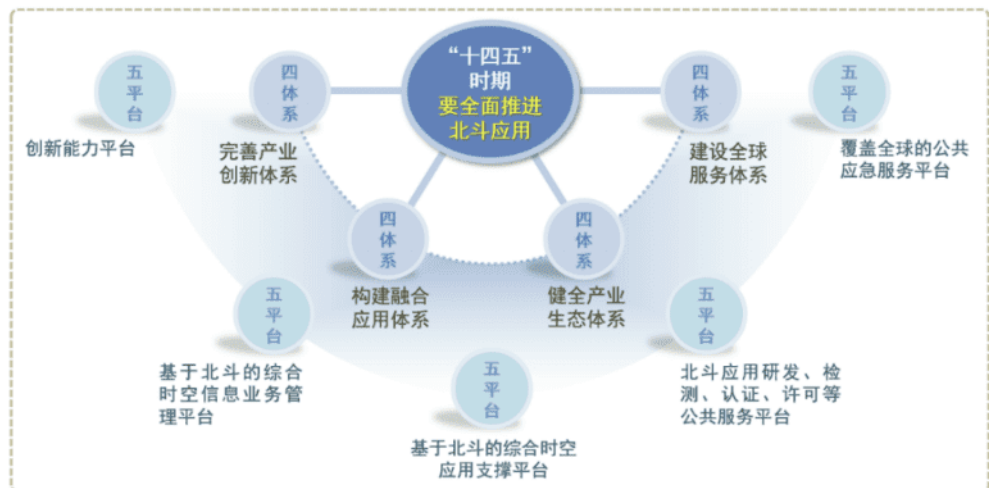 “十四五”
时期
要全面推进
北斗应用
五平台
创新能力平台
四体系
完善产业
创新体系
四体系
建设全球
服务体系
五平台
覆盖全球的公共
应急服务平台
四体系
构建融合
应用体系
四体系
健全产业
生态体系
五平台
基于北斗的综合
时空信息业务管
理平台
五平台
基于北斗的综合时空
应用支撑平台
五平台
北斗应用研发、检
测、认证、许可等
公共服务平台